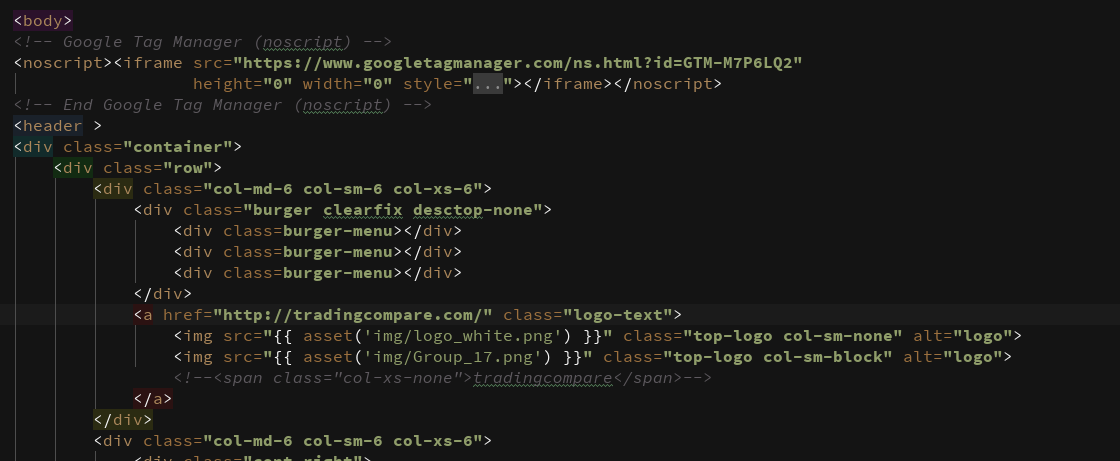 <body>
<!-- Google Tag Manager (noscript) -->
<noscript><iframe src="https://www.googletagmanager.com/ns.html?id=GTM-M7P6LQ2"
height="0" width="0" style="..."></iframe></noscript>
<!-- End Google Tag Manager (noscript) -->
<header >
<div class="container">
<div class="row">
<div class="col-md-6 col-sm-6 col-xs-6">
<div class="burger clearfix desctop-none">
<div class=burger-menu></div>
<div class=burger-menu></div>
<div class=burger-menu></div>
</div>
<a href="http://tradingcompare.com/" class="logo-text">
<img src="{{ asset('img/logo_white.png') }}" class="top-logo col-sm-none" alt="logo">
<img src="{{ asset('img/Group_17.png') }}" class="top-logo col-sm-block" alt="logo">
<!--<span class="col-xs-none">tradingcompare</span>-->
</a>
</div>
<div class="col-md-6 col-sm-6 col-xs-6">
<div class="cont-right">